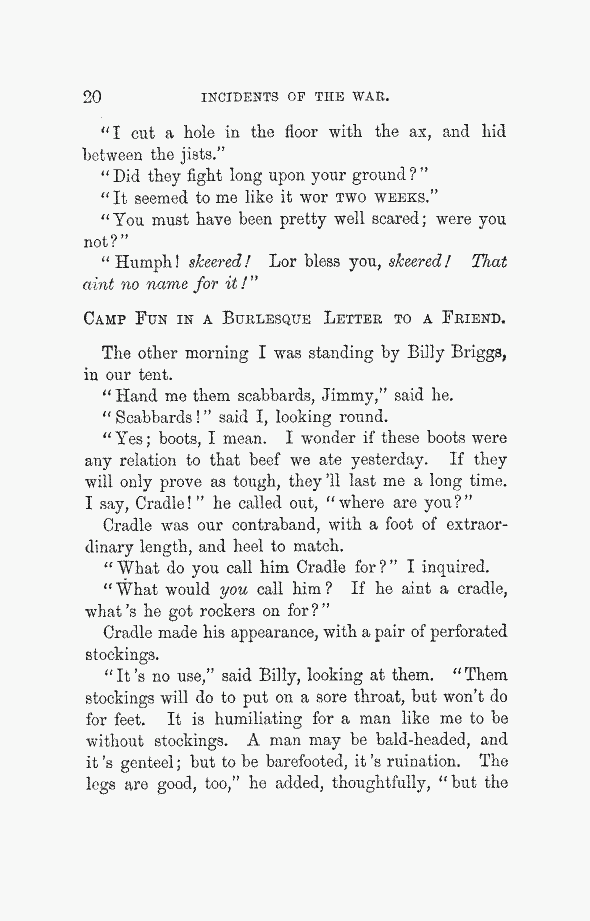 20 INCIDENTS OF THE WAR.
"I cut a hole in the floor with the ax, and hid
between the jists."
"Did they fight long upon your ground?"
"It seemed to me like it wor TWO WEEKS."
"You must have been pretty well scared; were you
not?"
"Humph! skeered! Lor bless you, skeered! That
aint no name for it!"
CAMP FUN IN A BURLESQUE LETTER TO A FRIEND.
The other morning I was standing by Billy Briggs,
in our tent.
"Hand me them scabbards, Jimmy," said he.
"Scabbards!" said I, looking round.
"Yes; boots, I mean. I wonder if these boots were
any relation to that beef we ate yesterday. If they
will only prove as tough, they'll last me a long time.
I say, Cradle!" he called out, "where are you?"
Cradle was our contraband, with a foot of extraor-
dinary length, and heel to match.
"What do you call him Cradle for?" I inquired.
"What would you call him? If he aint a cradle,
what's he got rockers on for?"
Cradle made his appearance, with a pair of perforated
stockings.
"It's no use," said Billy, looking at them. "Them
stockings will do to put on a sore throat, but won't do
for feet. It is humiliating for a man like me to be
without stockings. A man may be bald-headed, and
it's genteel; but to be barefooted, it's ruination. The
legs are good, too," he added, thoughtfully, "but the